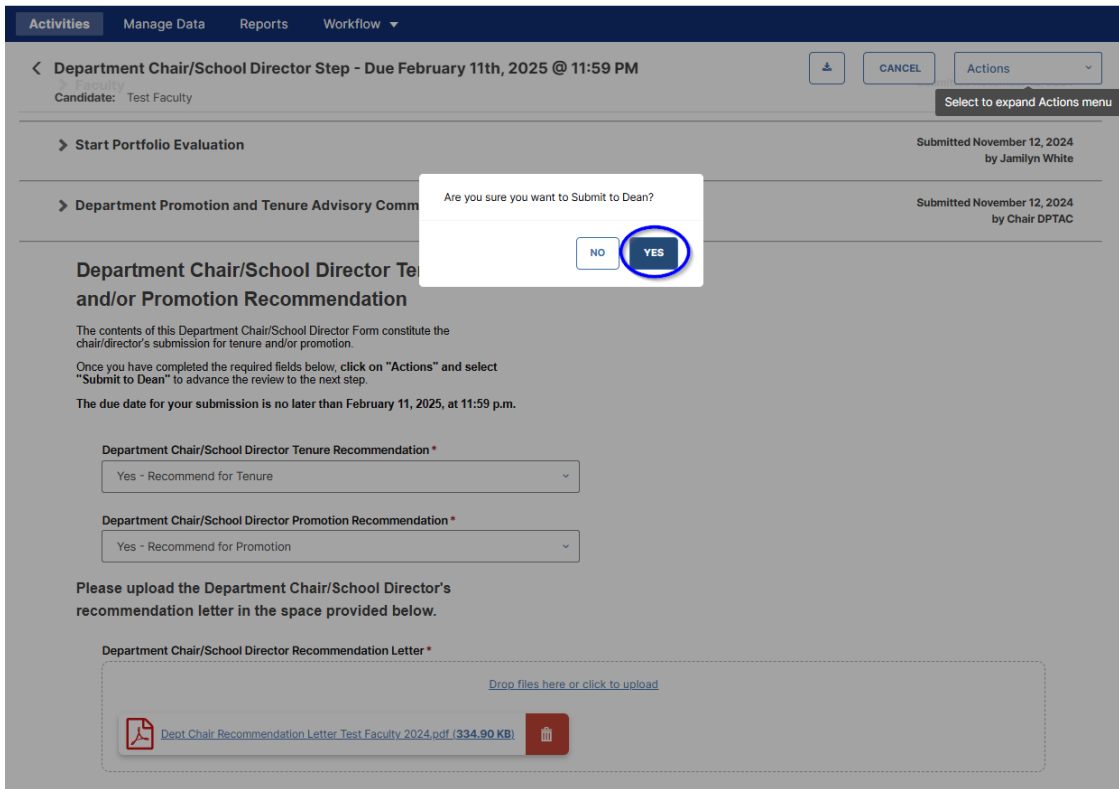 Activities Manage Data Reports Workflow
Department Chair/School Director Step - Due February 11th, 2025 @ 11:59 PM
CANCEL
Actions
Faculty
Candidate: Test Faculty
Select to expand Actions menu
Start Portfolio Evaluation
Submitted November 12, 2024
by Jamilyn White
Department Promotion and Tenure Advisory Comm
Submitted November 12, 2024
by Chair DPTAC
Are you sure you want to Submit to Dean?
NO YES
Department Chair/School Director Te
and/or Promotion Recommendation
The contents of this Department Chair/School Director Form constitute the
chair/director's submission for tenure and/or promotion.
Once you have completed the required fields below, click on "Actions" and select
"Submit to Dean" to advance the review to the next step.
The due date for your submission is no later than February 11, 2025, at 11:59 p.m.
Department Chair/School Director Tenure Recommendation *
Yes - Recommend for Tenure
Department Chair/School Director Promotion Recommendation *
Yes - Recommend for Promotion
Please upload the Department Chair/School Director's
recommendation letter in the space provided below.
Department Chair/School Director Recommendation Letter *
Drop files here or click to upload
Dept Chair Recommendation Letter Test Faculty 2024.pdf (334.90 KB)